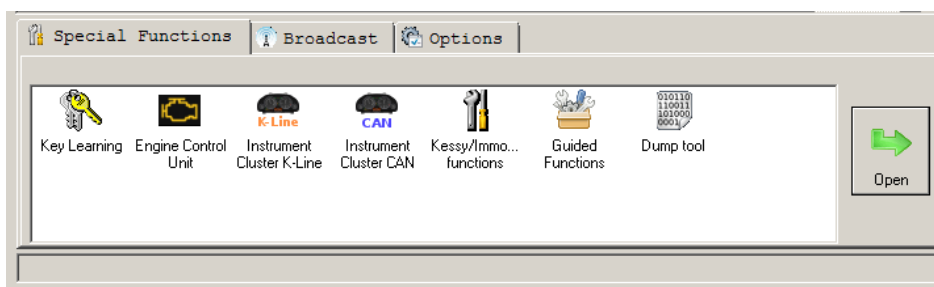 Special Functions
Broadcast
Options
K-Line
CAN
010110
110011
101000
0001
Key Learning
Engine Control
Unit
Instrument
Cluster K-Line
Instrument
Cluster CAN
Kessy/Immo...
functions
Guided
Functions
Dump tool
Open